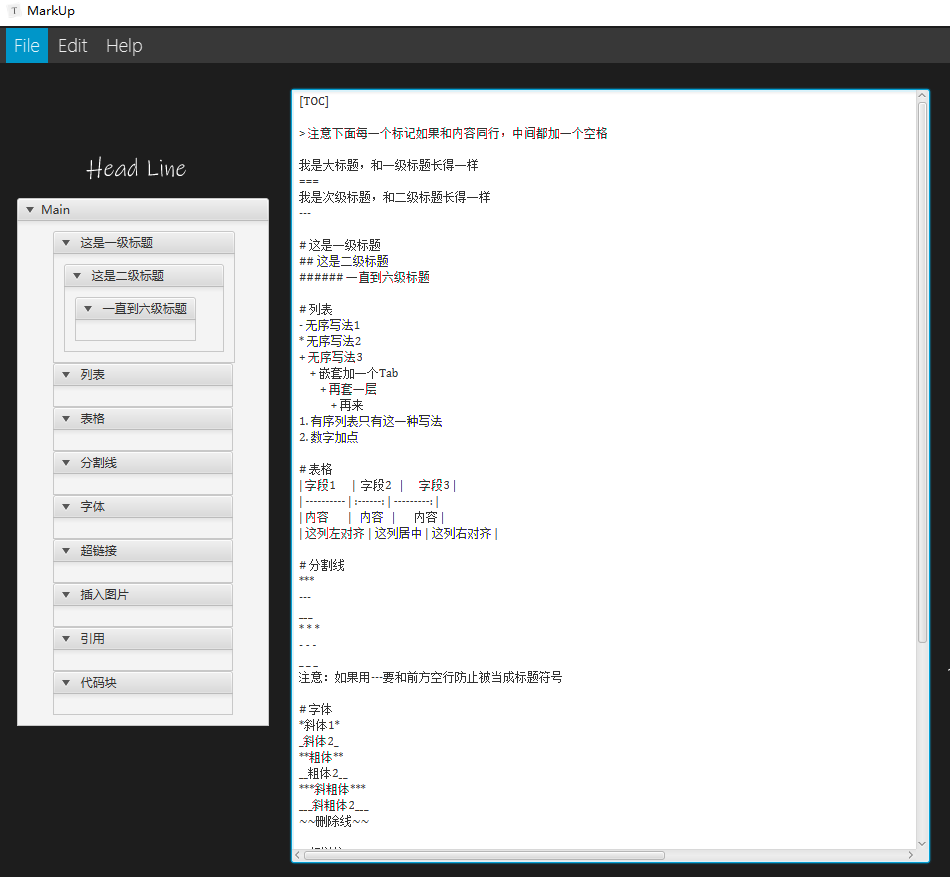 MarkUp
File Edit Help
Head Line
Main
这是一级标题
这是二级标题
一直到六级标题
列表
表格
分割线
字体
超链接
插入图片
引用
代码块
[TOC]
> 注意下面每一个标记如果和内容同行，中间都加一个空格
我是大标题，和一级标题长得一样
===
我是次级标题，和二级标题长得一样
---
# 这是一级标题
## 这是二级标题
###### 一直到六级标题
# 列表
- 无序写法1
* 无序写法2
+ 无序写法3
+ 嵌套加一个Tab
+ 再套一层
+ 再来
1. 有序列表只有这一种写法
2. 数字加点
# 表格
| 字段1 | 字段2 | 字段3 |
| ---------- | :------: | ---------: |
| 内容 | 内容 | 内容 |
| 这列左对齐 | 这列居中 | 这列右对齐 |
# 分割线
***
---
___
* * *
- - -
_ _ _
注意：如果用---要和前方空行防止被当成标题符号
# 字体
*斜体1*
_斜体2_
**粗体**
__粗体2__
***斜粗体***
___斜粗体2___
~~删除线~~